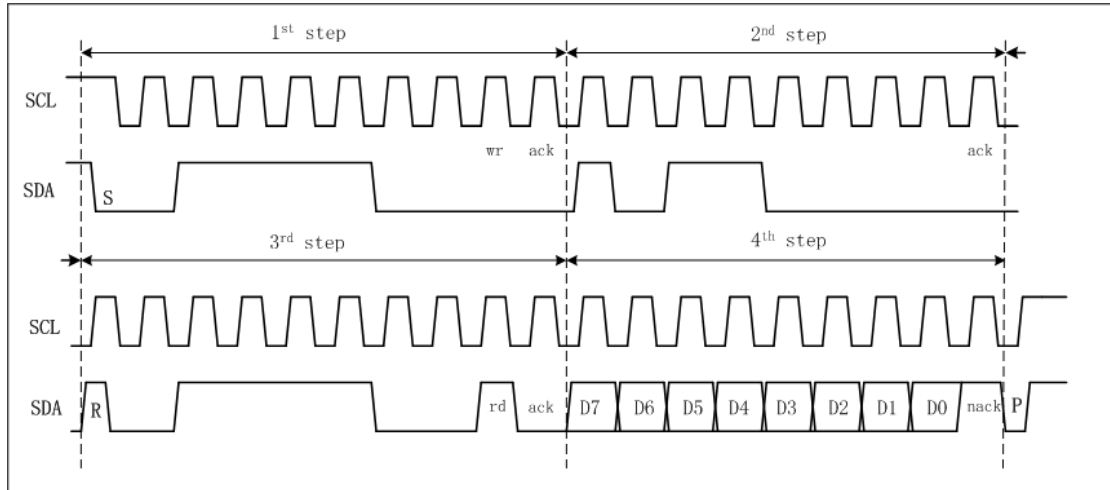 1st step 2nd step
SCL
wr ack ack
SDA S
3rd step 4th step
SCL
SDA R rd ack D7 D6 D5 D4 D3 D2 D1 D0 nack P